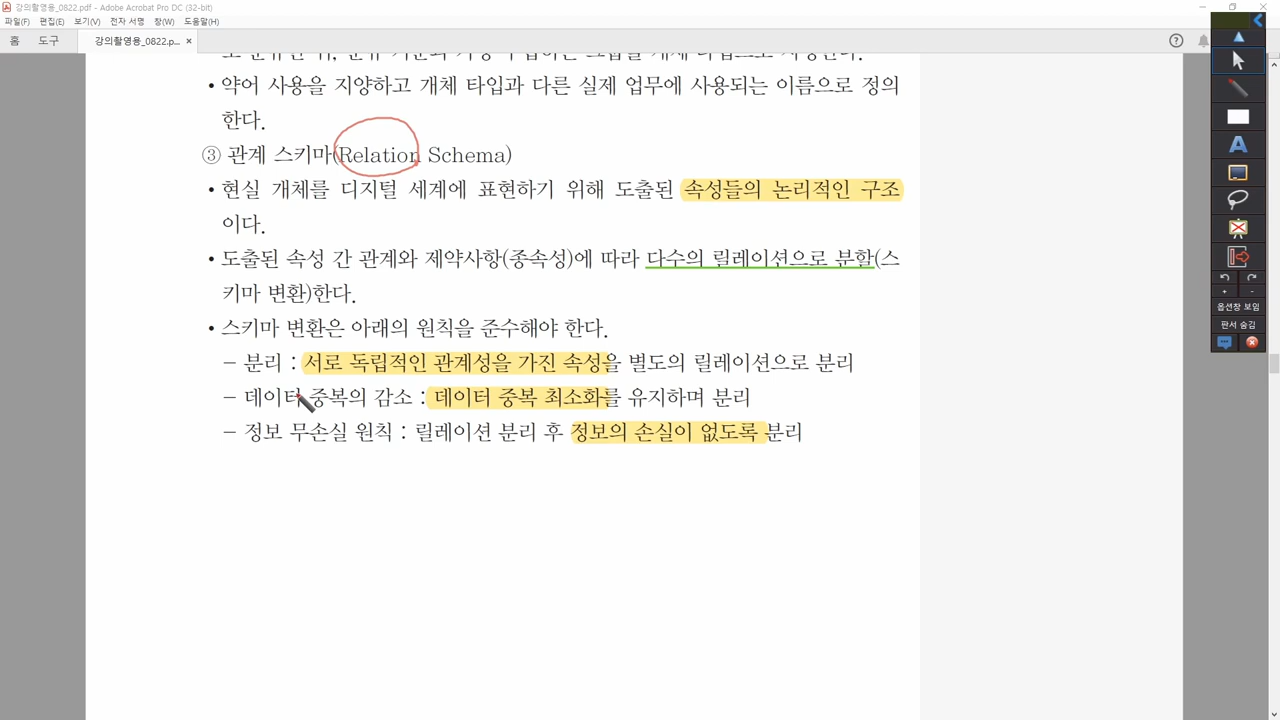 강의촬영용_0822.pdf - Adobe Acrobat Pro DC (32-bit)
파일(F) 편집(E) 보기(V) 전자 서명 창(W) 도움말(H)
홈 도구 강의촬영용_0822.p... ×
• 약어 사용을 지양하고 개체 타입과 다른 실제 업무에 사용되는 이름으로 정의
한다.
③ 관계 스키마(Relation Schema)
• 현실 개체를 디지털 세계에 표현하기 위해 도출된 속성들의 논리적인 구조
이다.
• 도출된 속성 간 관계와 제약사항(종속성)에 따라 다수의 릴레이션으로 분할(스
키마 변환)한다.
• 스키마 변환은 아래의 원칙을 준수해야 한다.
– 분리 : 서로 독립적인 관계성을 가진 속성을 별도의 릴레이션으로 분리
– 데이터 중복의 감소 : 데이터 중복 최소화를 유지하며 분리
– 정보 무손실 원칙 : 릴레이션 분리 후 정보의 손실이 없도록 분리
옵션창 보임
판서 숨김